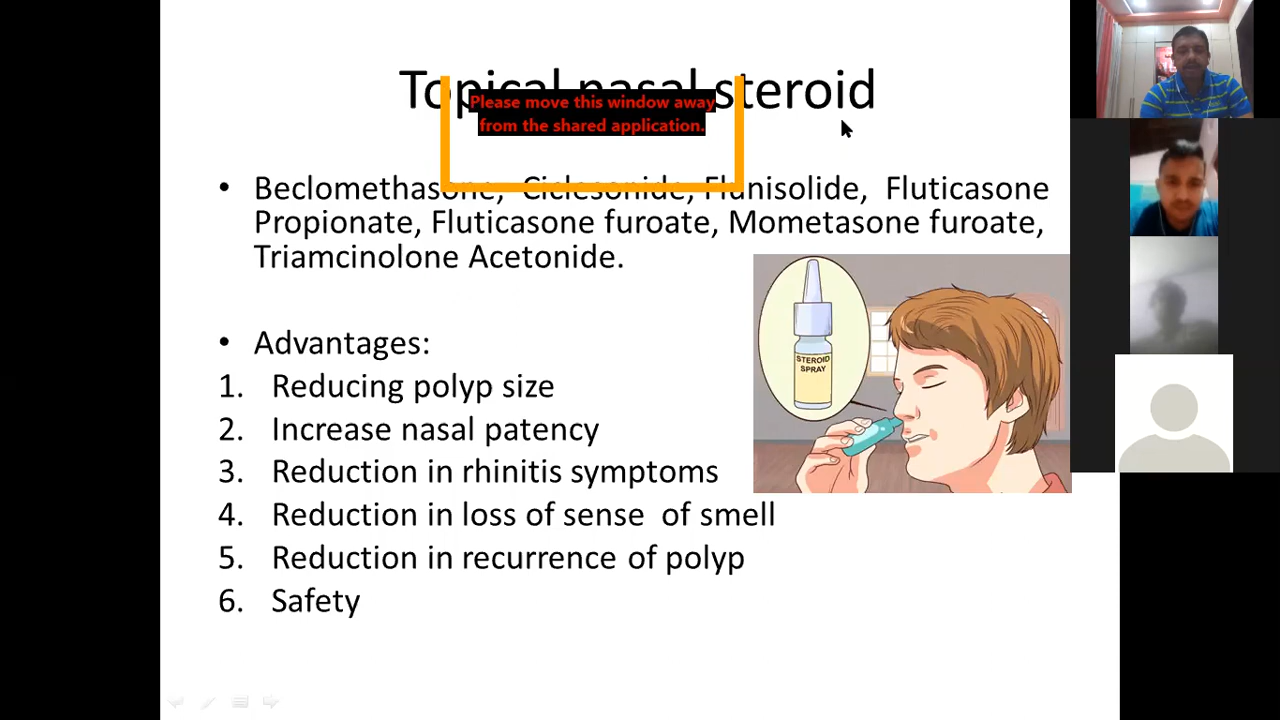 Topical nasal steroid
Please move this window away
from the shared application.
• Beclomethasone, Ciclesonide, Flunisolide, Fluticasone
Propionate, Fluticasone furoate, Mometasone furoate,
Triamcinolone Acetonide.
• Advantages:
1. Reducing polyp size
2. Increase nasal patency
3. Reduction in rhinitis symptoms
4. Reduction in loss of sense of smell
5. Reduction in recurrence of polyp
6. Safety
STEROID
SPRAY